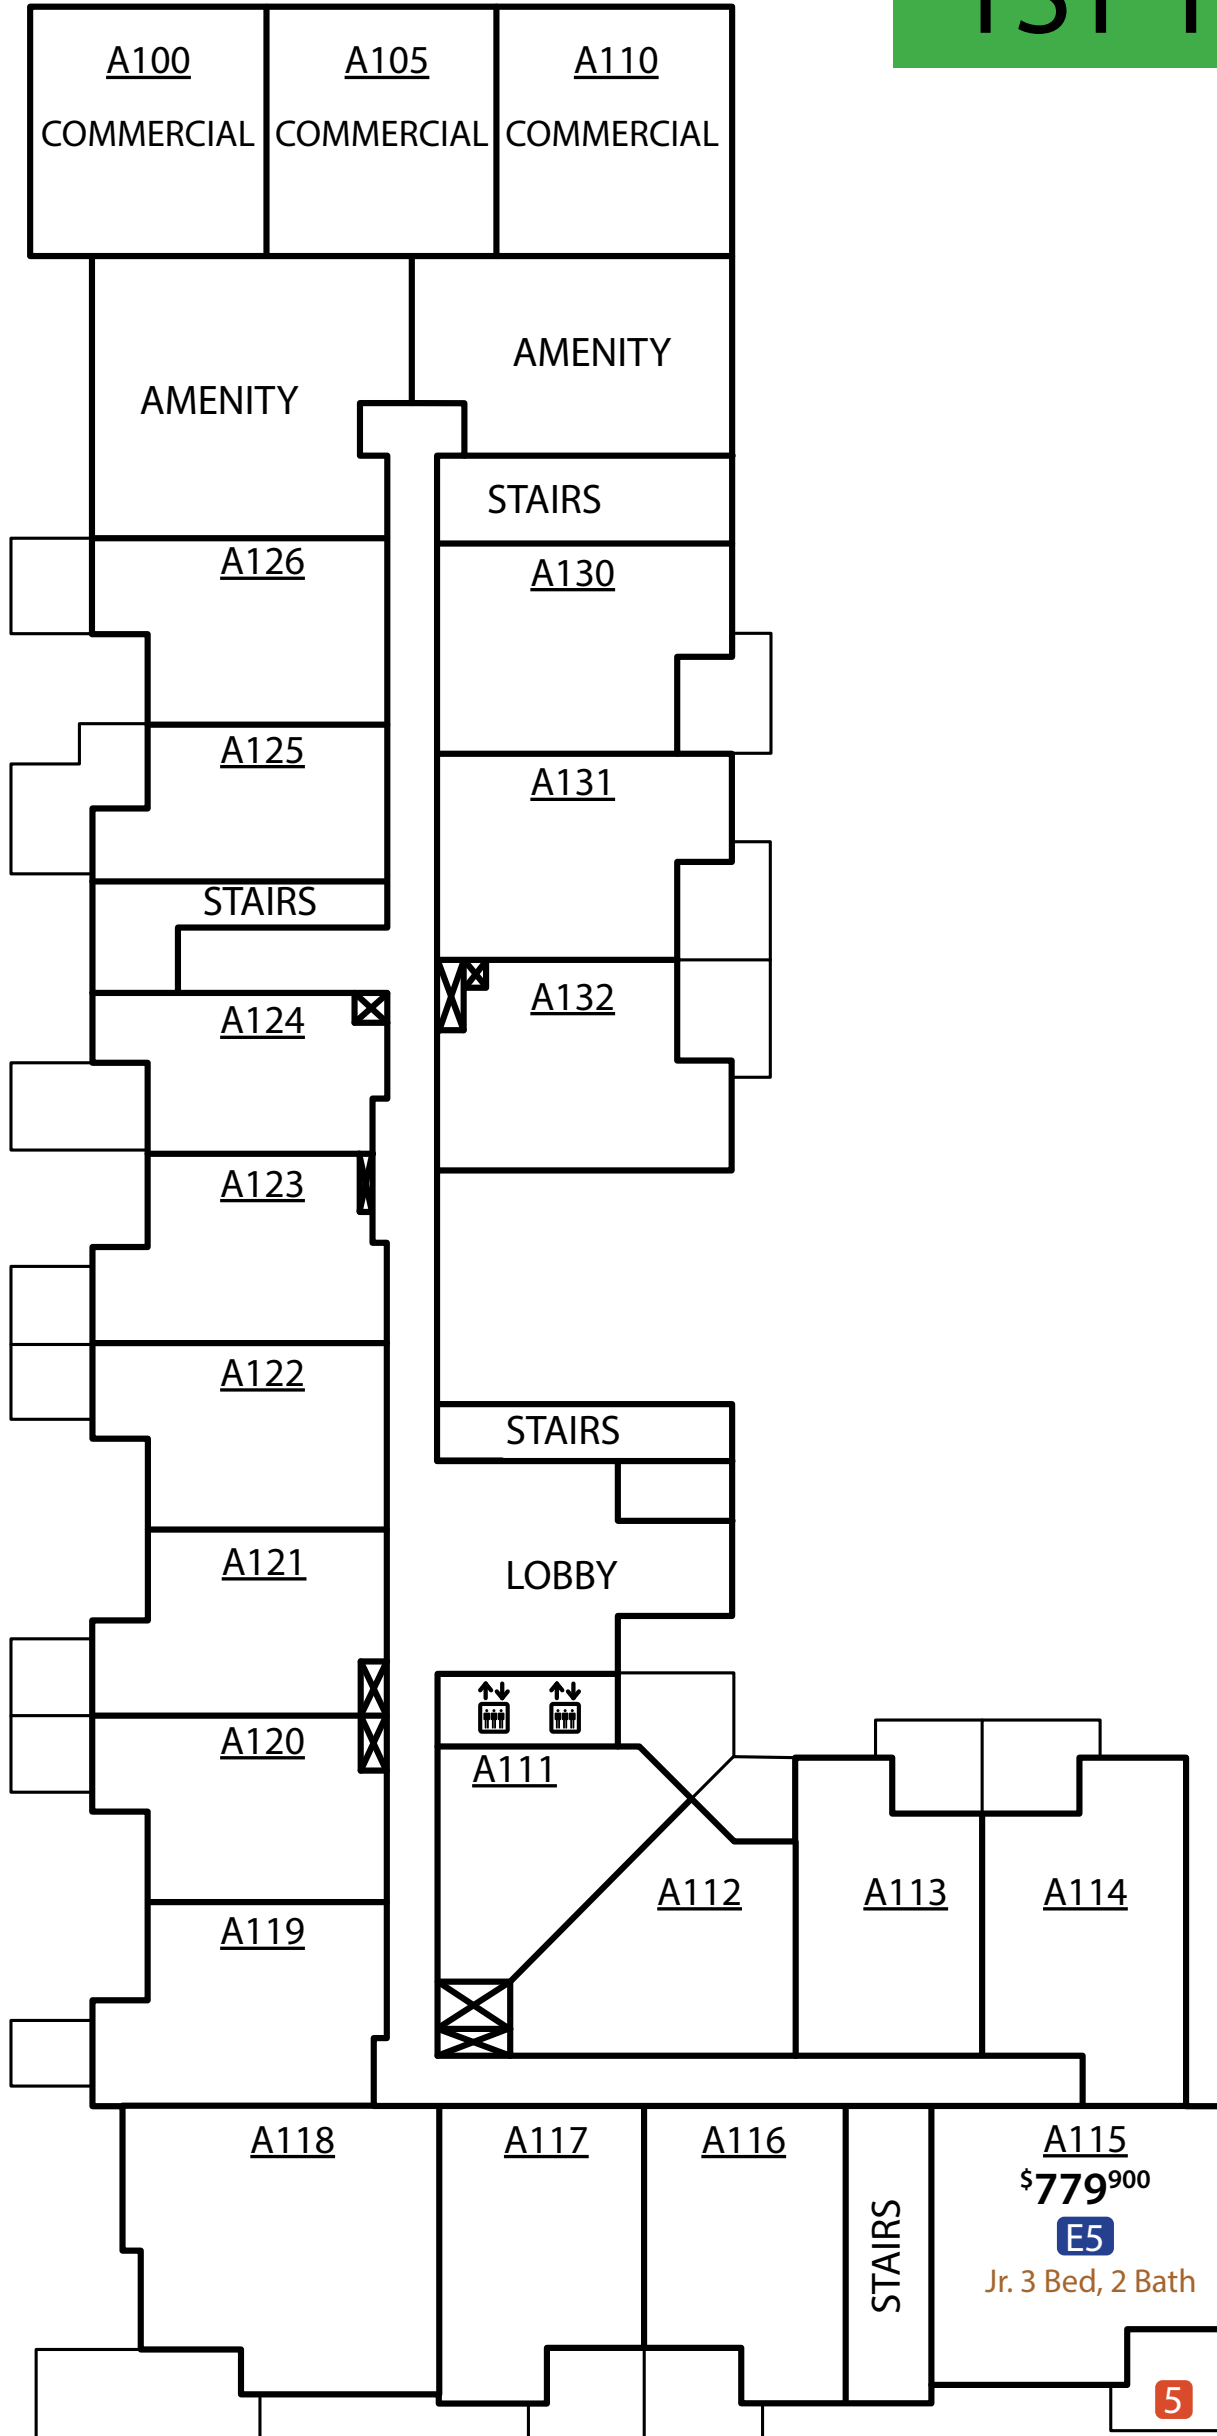 A100 A105 A110
COMMERCIAL COMMERCIAL COMMERCIAL
AMENITY
AMENITY
STAIRS
A126
A130
A125
A131
STAIRS
A132
A124
A123
A122
STAIRS
A121
LOBBY
A120
A111
A112 A113 A114
A119
A118 A117 A116 A115
$779900
STAIRS
E5
Jr. 3 Bed, 2 Bath
5